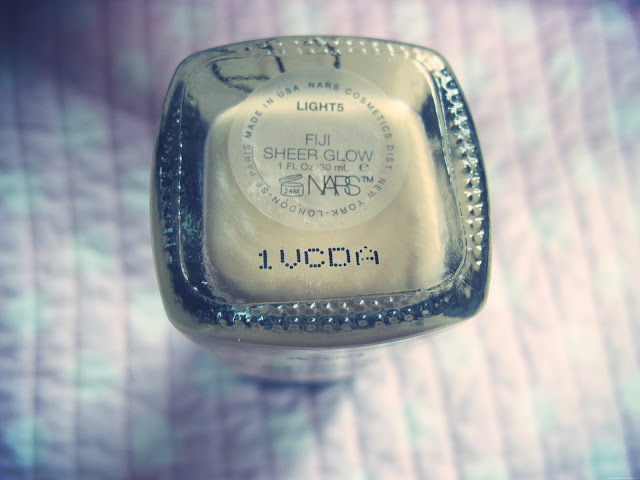 MADE IN USA NARS COSMETICS DIST. NEW YORK-LONDON-SE PARIS
LIGHT5
FIJI
SHEER GLOW
1 Fl. Oz. 30 mL e
24M NARS™
1VCDA